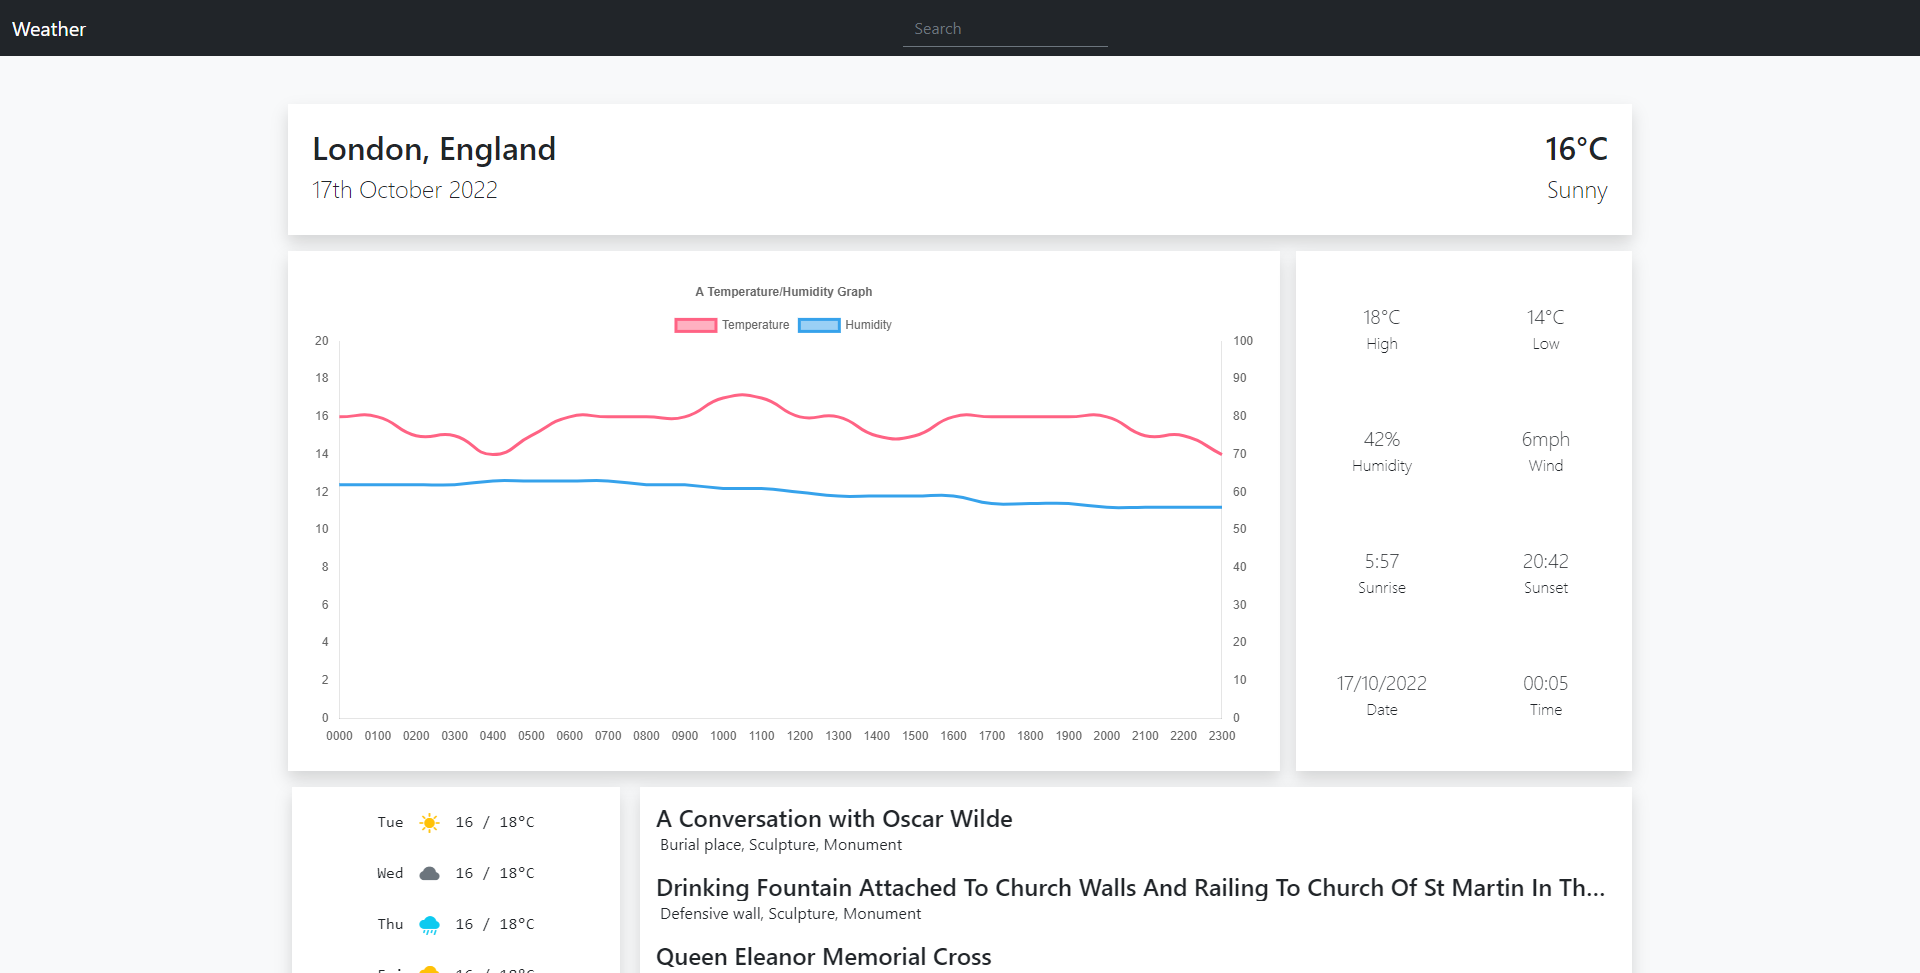 Weather
Search
London, England
16°C
17th October 2022
Sunny
A Temperature/Humidity Graph
Temperature
Humidity
20
18
16
14
12
10
8
6
4
2
0
100
90
80
70
60
50
40
30
20
10
0
0000 0100 0200 0300 0400 0500 0600 0700 0800 0900 1000 1100 1200 1300 1400 1500 1600 1700 1800 1900 2000 2100 2200 2300
18°C
High
14°C
Low
42%
Humidity
6mph
Wind
5:57
Sunrise
20:42
Sunset
17/10/2022
Date
00:05
Time
Tue 16 / 18°C
Wed 16 / 18°C
Thu 16 / 18°C
Fri 16 / 18°C
A Conversation with Oscar Wilde
Burial place, Sculpture, Monument
Drinking Fountain Attached To Church Walls And Railing To Church Of St Martin In Th...
Defensive wall, Sculpture, Monument
Queen Eleanor Memorial Cross